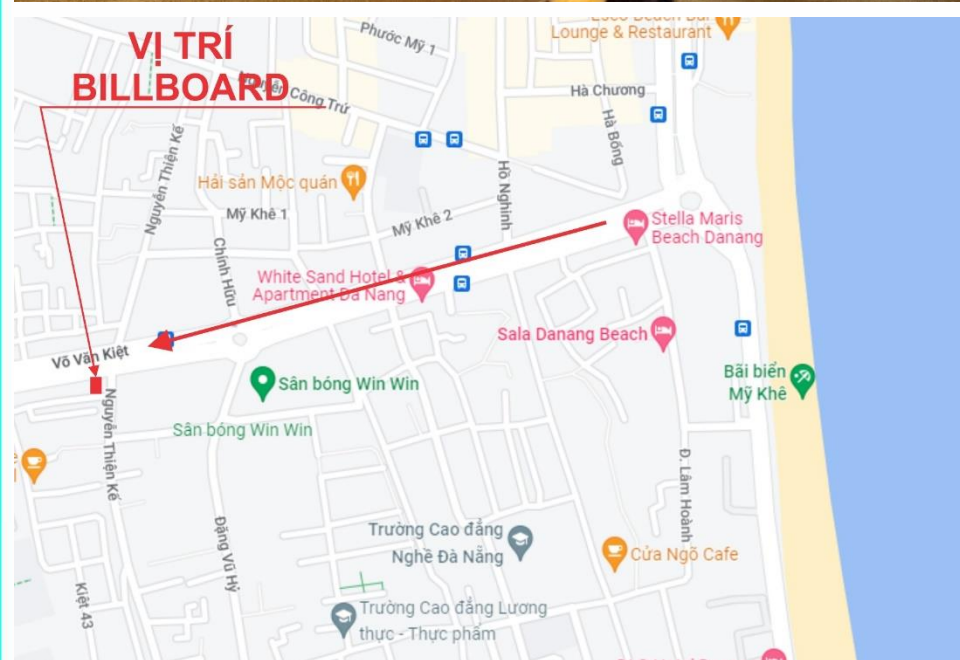 VỊ TRÍ
BILLBOARD
Phước Mỹ 1
Lounge & Restaurant
Hà Chương
Nguyễn Công Trứ
Hà Bổng
Nguyễn Thiện Kế
Hồ Nghinh
Hải sản Mộc quán
Mỹ Khê 1
Mỹ Khê 2
Stella Maris
Beach Danang
Chính Hữu
White Sand Hotel &
Apartment Da Nang
Sala Danang Beach
Võ Văn Kiệt
Bãi biển
Mỹ Khê
Sân bóng Win Win
Sân bóng Win Win
Nguyễn Thiện Kế
Đ. Lâm Hoành
Đặng Vũ Hỷ
Trường Cao đẳng
Nghề Đà Nẵng
Cửa Ngõ Cafe
Kiệt 43
Trường Cao đẳng Lương
thực - Thực phẩm